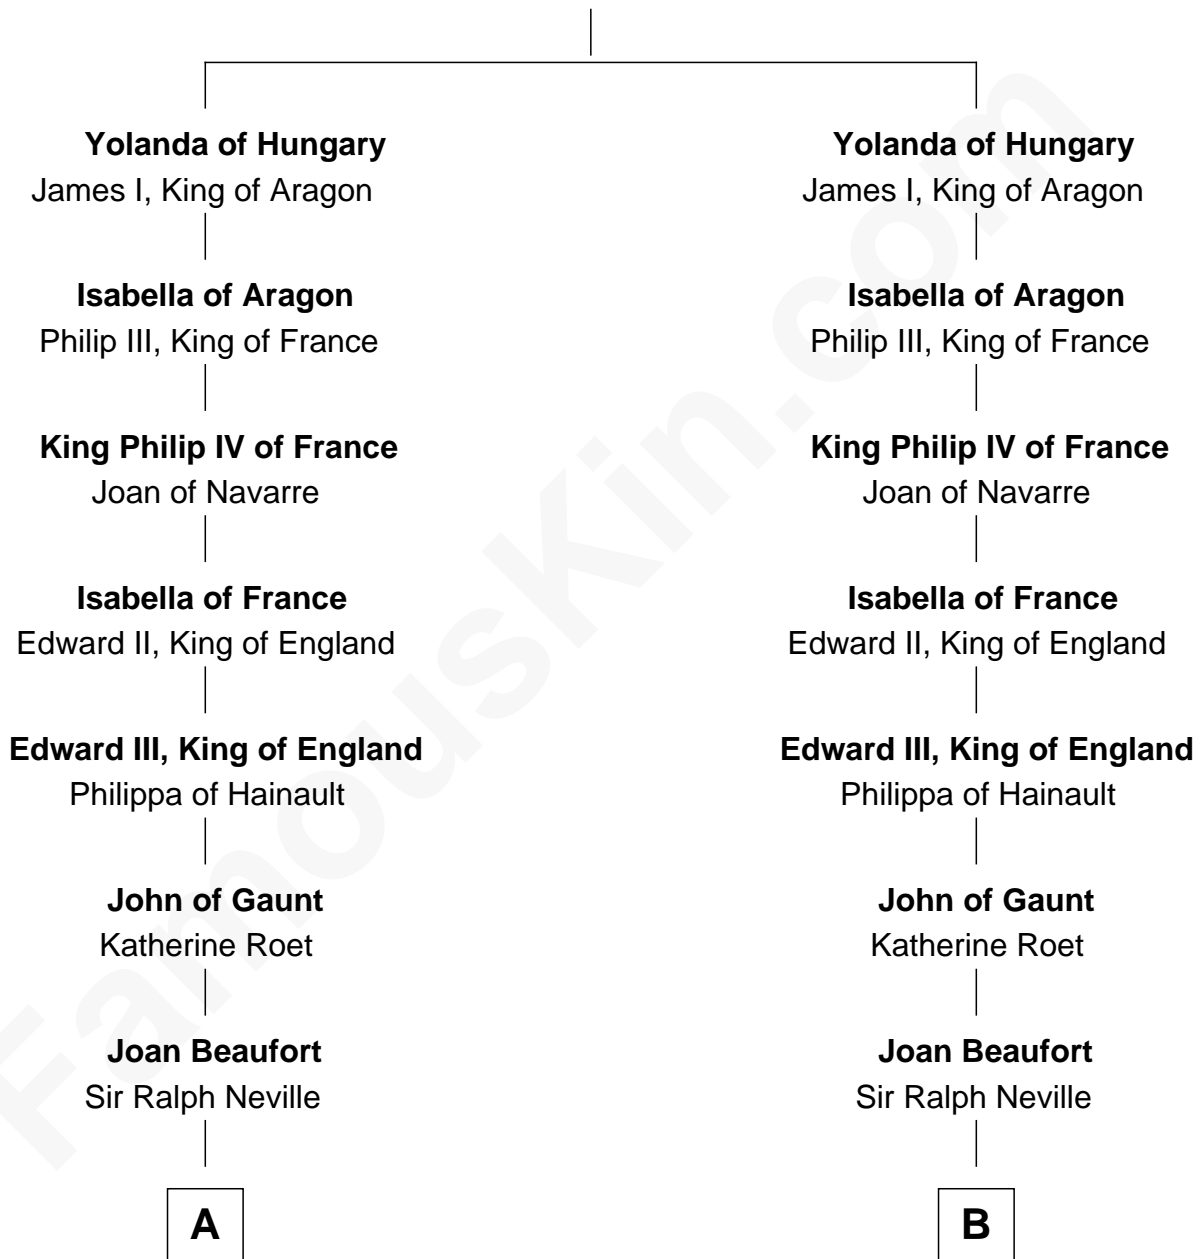 Yolanda of Hungary
James I, King of Aragon
Isabella of Aragon
Philip III, King of France
King Philip IV of France
Joan of Navarre
Isabella of France
Edward II, King of England
Edward III, King of England
Philippa of Hainault
John of Gaunt
Katherine Roet
Joan Beaufort
Sir Ralph Neville
A
Yolanda of Hungary
James I, King of Aragon
Isabella of Aragon
Philip III, King of France
King Philip IV of France
Joan of Navarre
Isabella of France
Edward II, King of England
Edward III, King of England
Philippa of Hainault
John of Gaunt
Katherine Roet
Joan Beaufort
Sir Ralph Neville
B
FamousKin.com